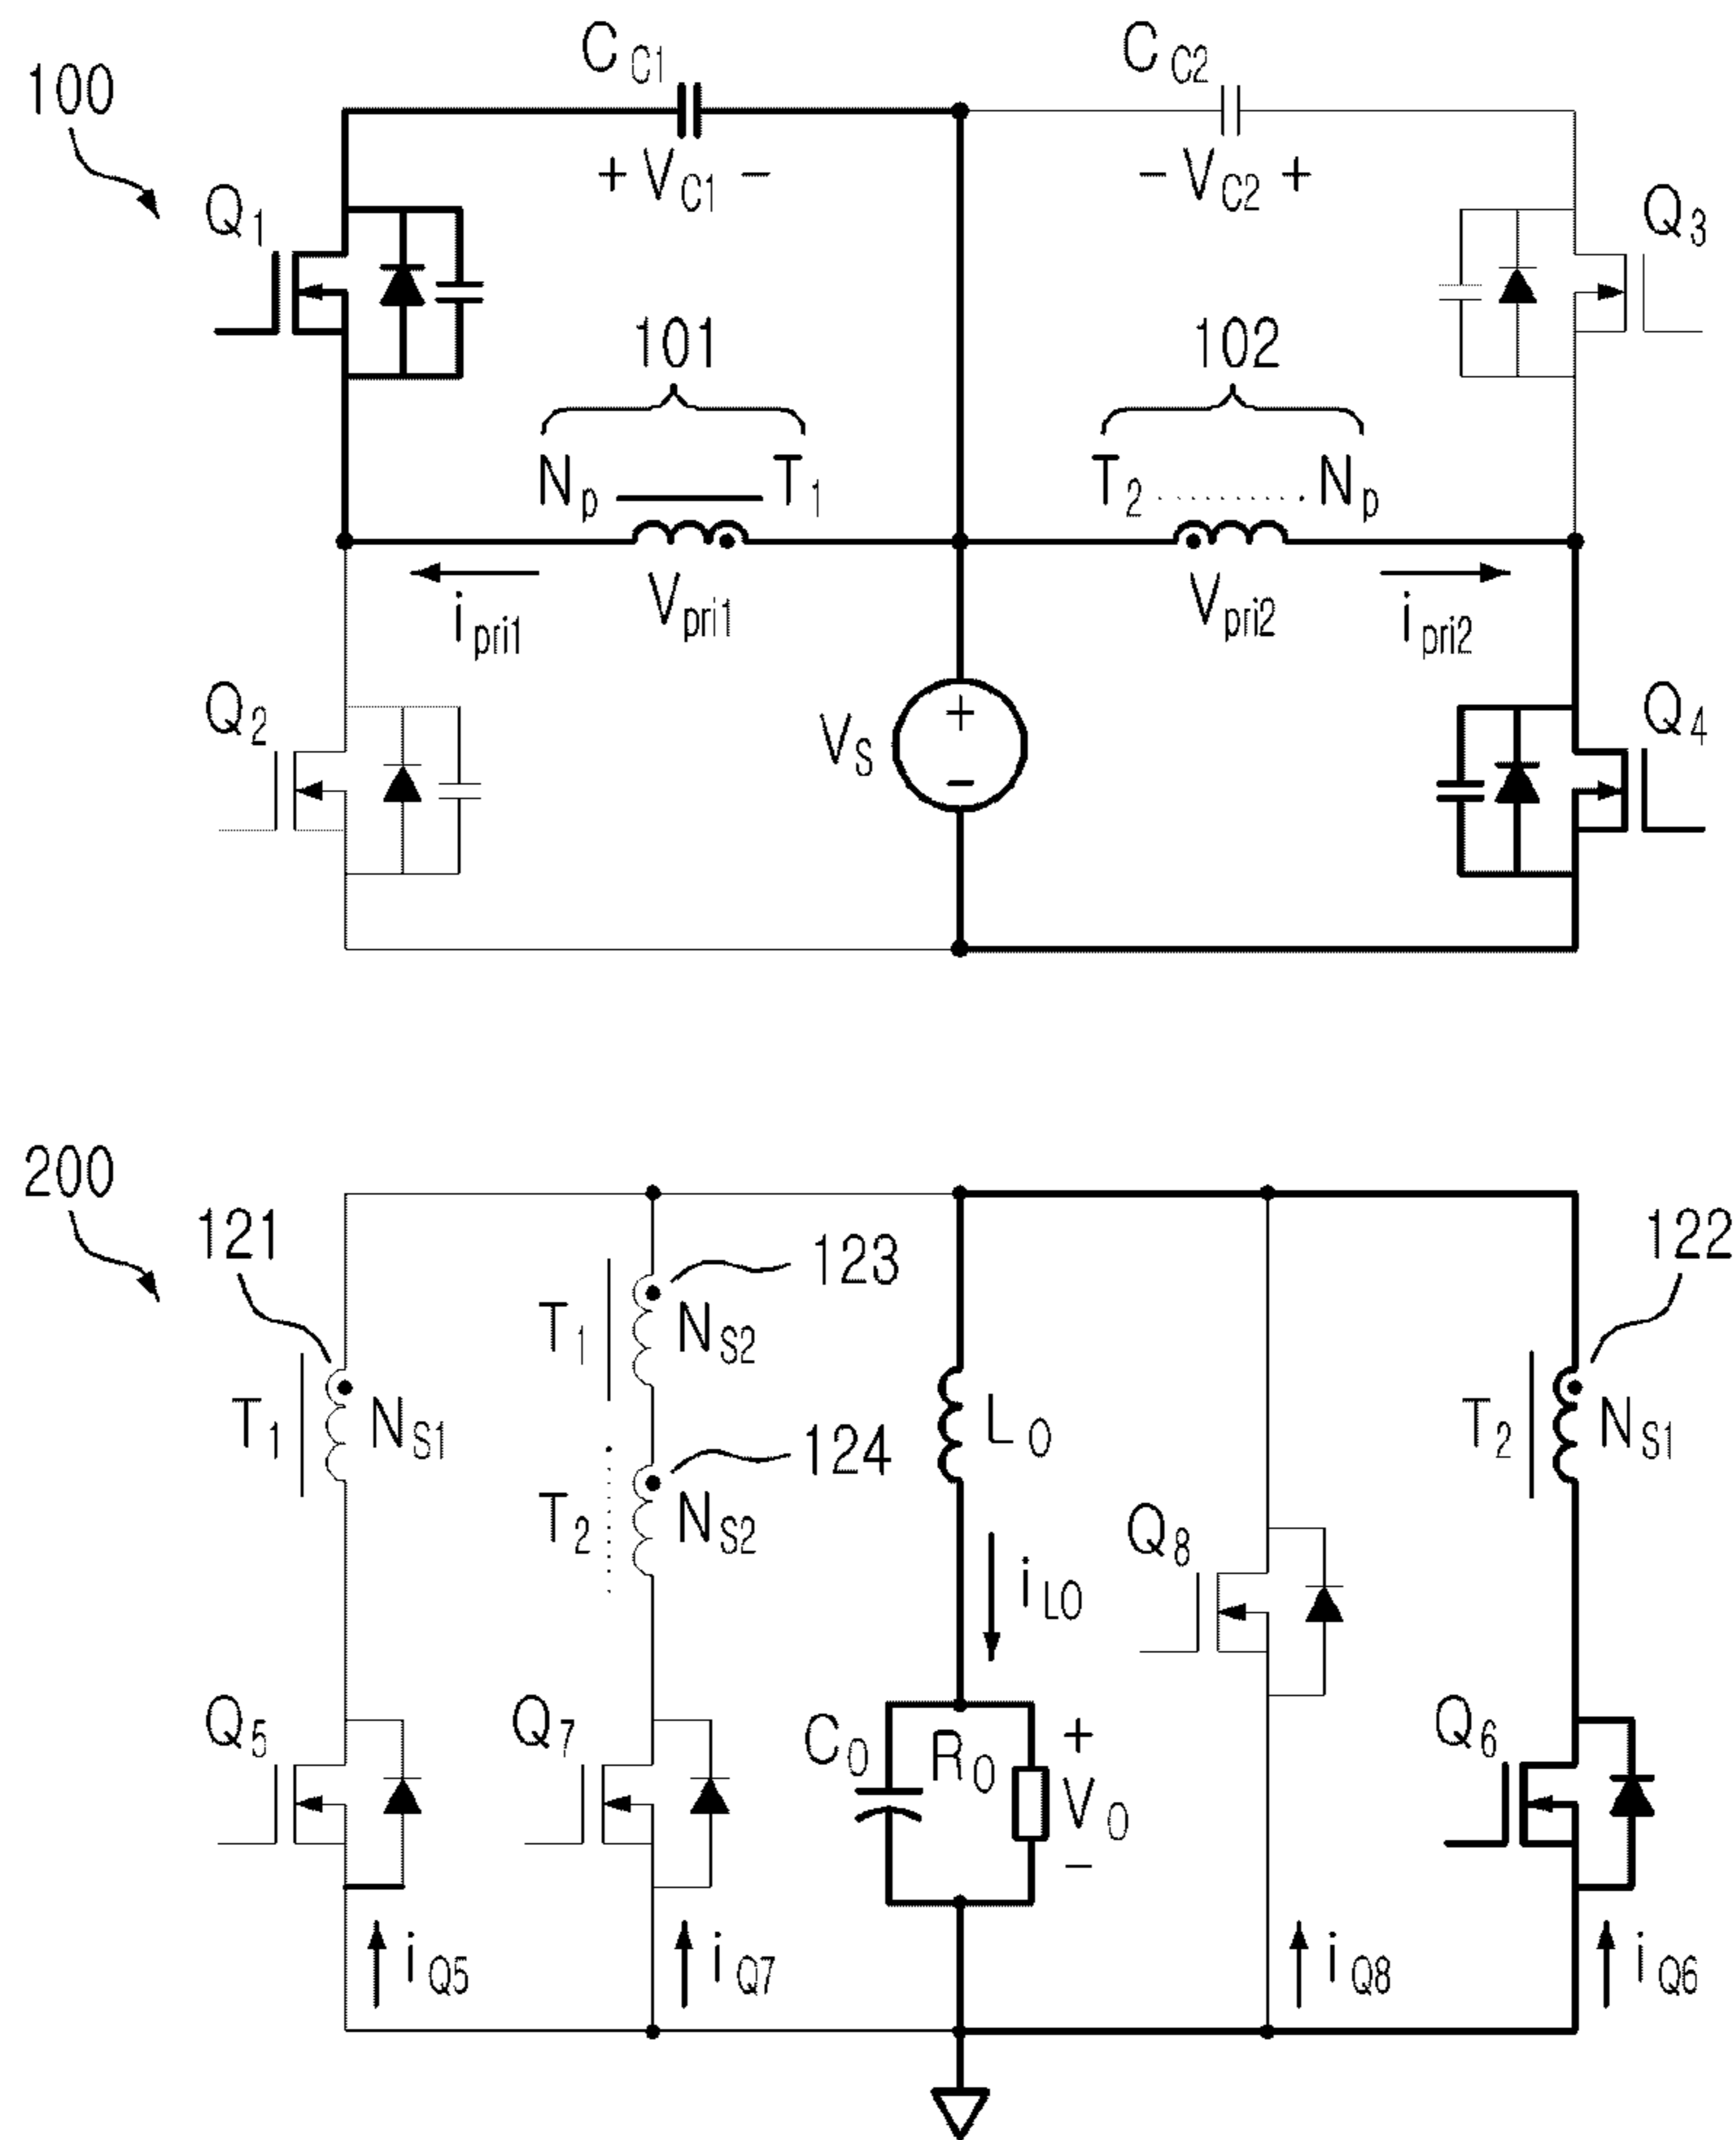 100
C C1
C C2
+ V C1 -
- V C2 +
Q 1
Q 3
101
102
N p T 1
T 2 N p
V pri1
V pri2
i pri1
i pri2
Q 2
Q 4
V S
+
-
200
121
123
122
T 1
N S2
T 1
N S1
L O
T 2
N S1
124
T 2
N S2
Q 8
i LO
Q 5
Q 7
C O
R O
+
V O
-
Q 6
i Q5
i Q7
i Q8
i Q6